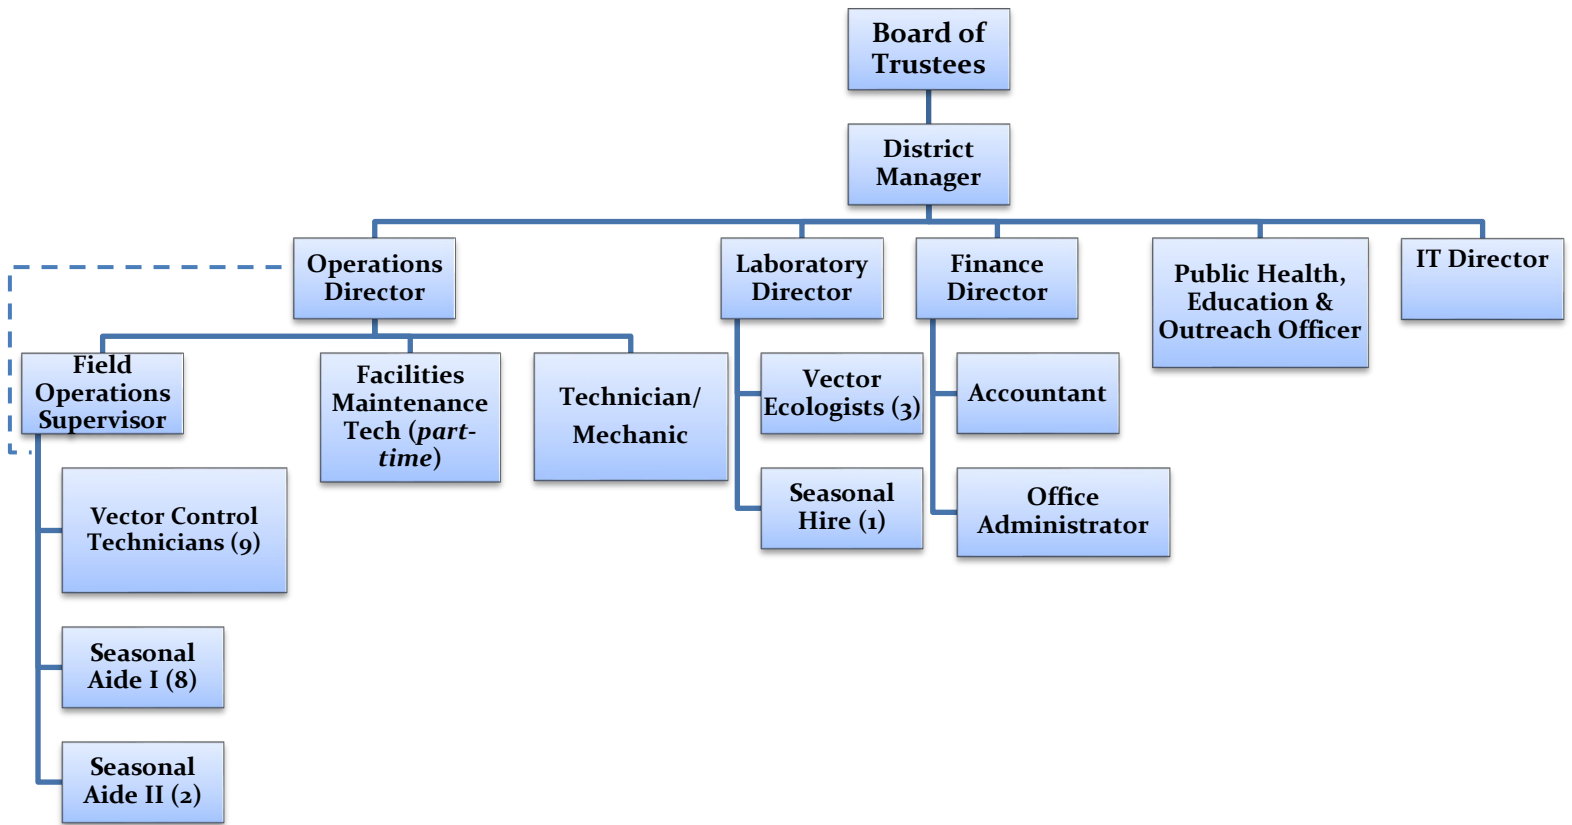 Board of
Trustees
District
Manager
Operations
Director
Laboratory
Director
Finance
Director
Public Health,
Education &
Outreach Officer
IT Director
Field
Operations
Supervisor
Facilities
Maintenance
Tech (part-
time)
Technician/
Mechanic
Vector
Ecologists (3)
Accountant
Vector Control
Technicians (9)
Seasonal
Hire (1)
Office
Administrator
Seasonal
Aide I (8)
Seasonal
Aide II (2)